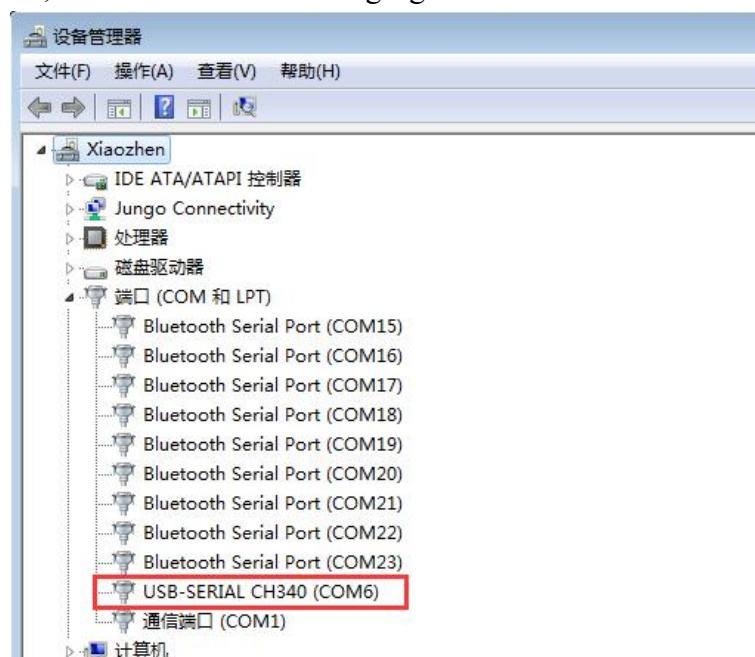 设备管理器
文件(F) 操作(A) 查看(V) 帮助(H)
Xiaozhen
IDE ATA/ATAPI 控制器
Jungo Connectivity
处理器
磁盘驱动器
端口 (COM 和 LPT)
Bluetooth Serial Port (COM15)
Bluetooth Serial Port (COM16)
Bluetooth Serial Port (COM17)
Bluetooth Serial Port (COM18)
Bluetooth Serial Port (COM19)
Bluetooth Serial Port (COM20)
Bluetooth Serial Port (COM21)
Bluetooth Serial Port (COM22)
Bluetooth Serial Port (COM23)
USB-SERIAL CH340 (COM6)
通信端口 (COM1)
计算机